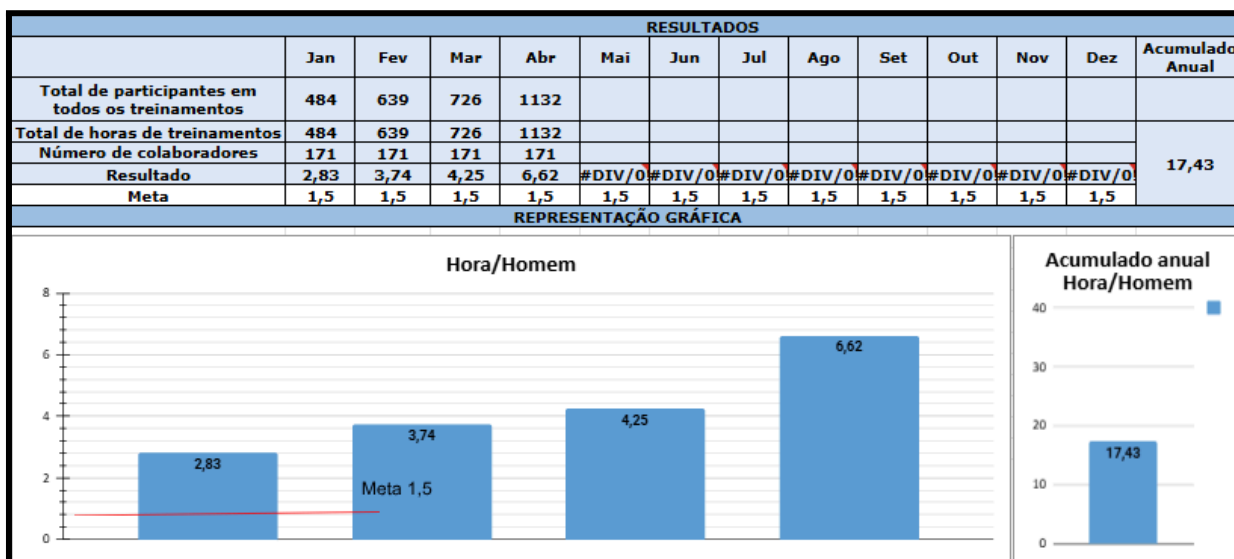 RESULTADOS
Jan Fev Mar Abr Mai Jun Jul Ago Set Out Nov Dez Acumulado Anual
Total de participantes em todos os treinamentos 484 639 726 1132
Total de horas de treinamentos 484 639 726 1132
Número de colaboradores 171 171 171 171
Resultado 2,83 3,74 4,25 6,62 #DIV/0! #DIV/0! #DIV/0! #DIV/0! #DIV/0! #DIV/0! #DIV/0! #DIV/0! 17,43
Meta 1,5 1,5 1,5 1,5 1,5 1,5 1,5 1,5 1,5 1,5 1,5 1,5
REPRESENTAÇÃO GRÁFICA
Hora/Homem
8
6
4
2
0
2,83
3,74
4,25
6,62
Meta 1,5
Acumulado anual
Hora/Homem
40
30
20
10
0
17,43